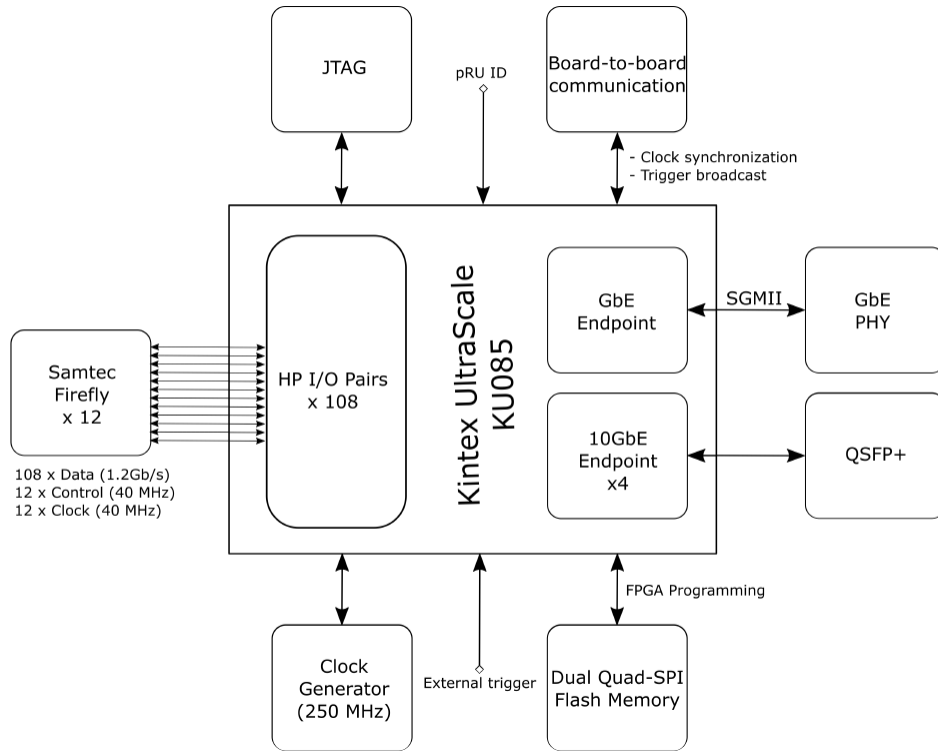 JTAG
pRU ID
Board-to-board
communication
- Clock synchronization
- Trigger broadcast
Samtec
Firefly
x 12
108 x Data (1.2Gb/s)
12 x Control (40 MHz)
12 x Clock (40 MHz)
HP I/O Pairs
x 108
Kintex UltraScale
KU085
GbE
Endpoint
SGMII
GbE
PHY
10GbE
Endpoint
x4
QSFP+
Clock
Generator
(250 MHz)
External trigger
FPGA Programming
Dual Quad-SPI
Flash Memory